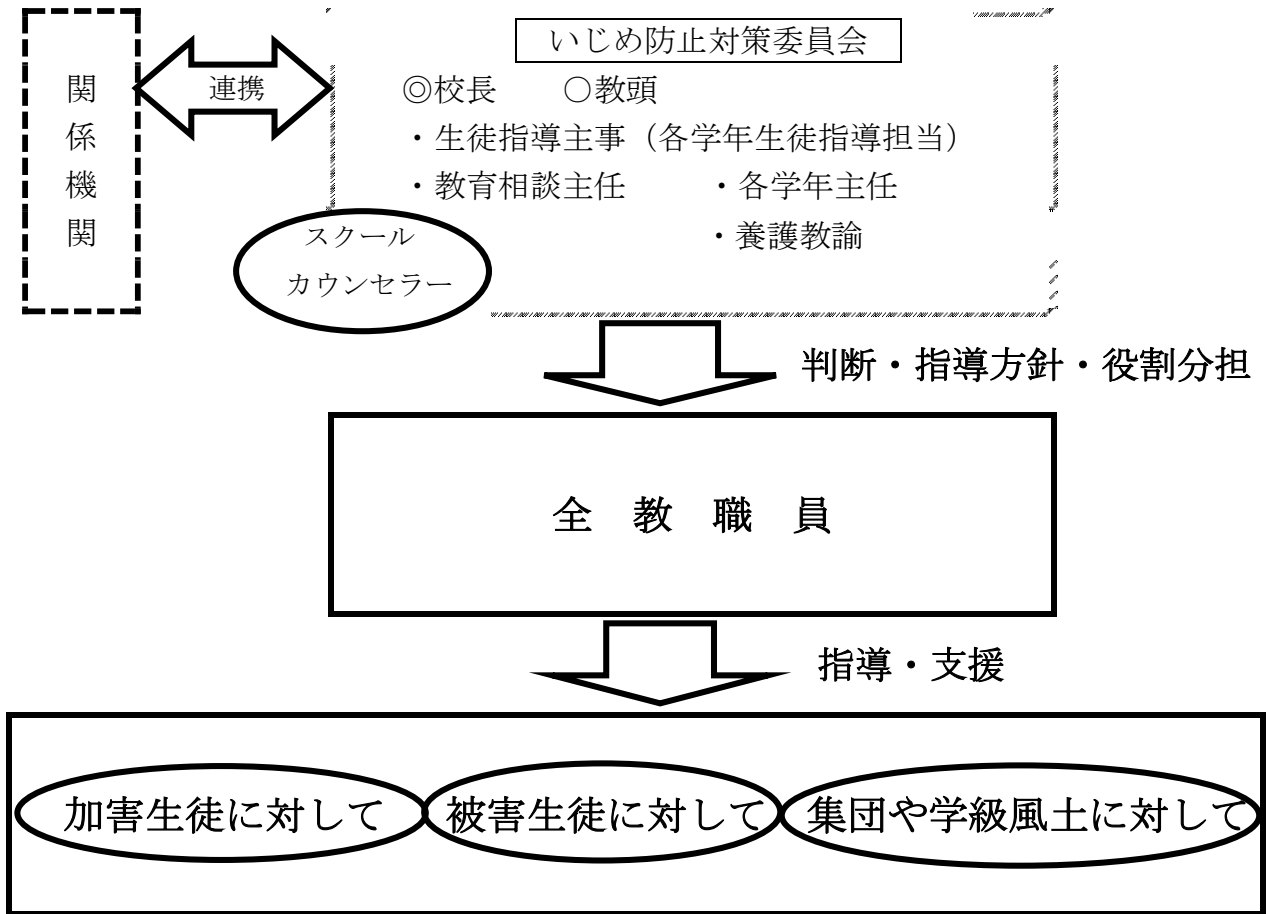 関係機関
連携
いじめ防止対策委員会
◎校長　　○教頭
・生徒指導主事（各学年生徒指導担当）
・教育相談主任　　・各学年主任
・養護教諭
スクール
カウンセラー
判断・指導方針・役割分担
全　教　職　員
指導・支援
加害生徒に対して　被害生徒に対して　集団や学級風土に対して